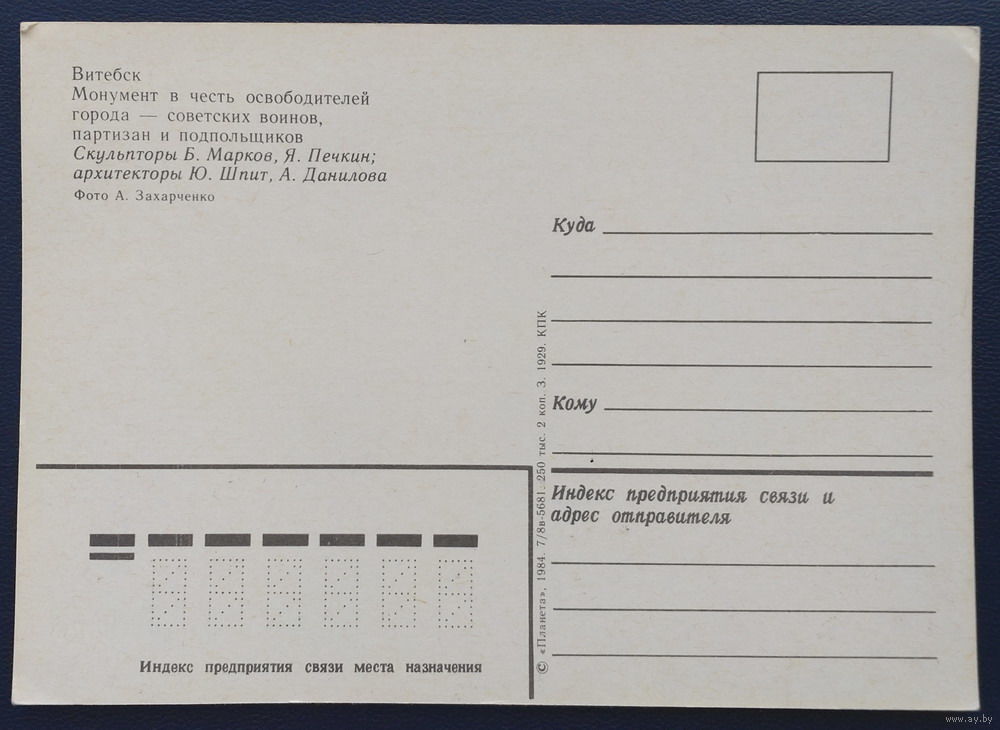 Витебск
Монумент в честь освободителей
города — советских воинов,
партизан и подпольщиков
Скульпторы Б. Марков, Я. Печкин;
архитекторы Ю. Шпит, А. Данилова
Фото А. Захарченко
Куда
Кому
Индекс предприятия связи и
адрес отправителя
© «Планета», 1984. 7/8в-5681. 250 тыс. 2 коп. З. 1929. КПК
Индекс предприятия связи места назначения
www.ay.by